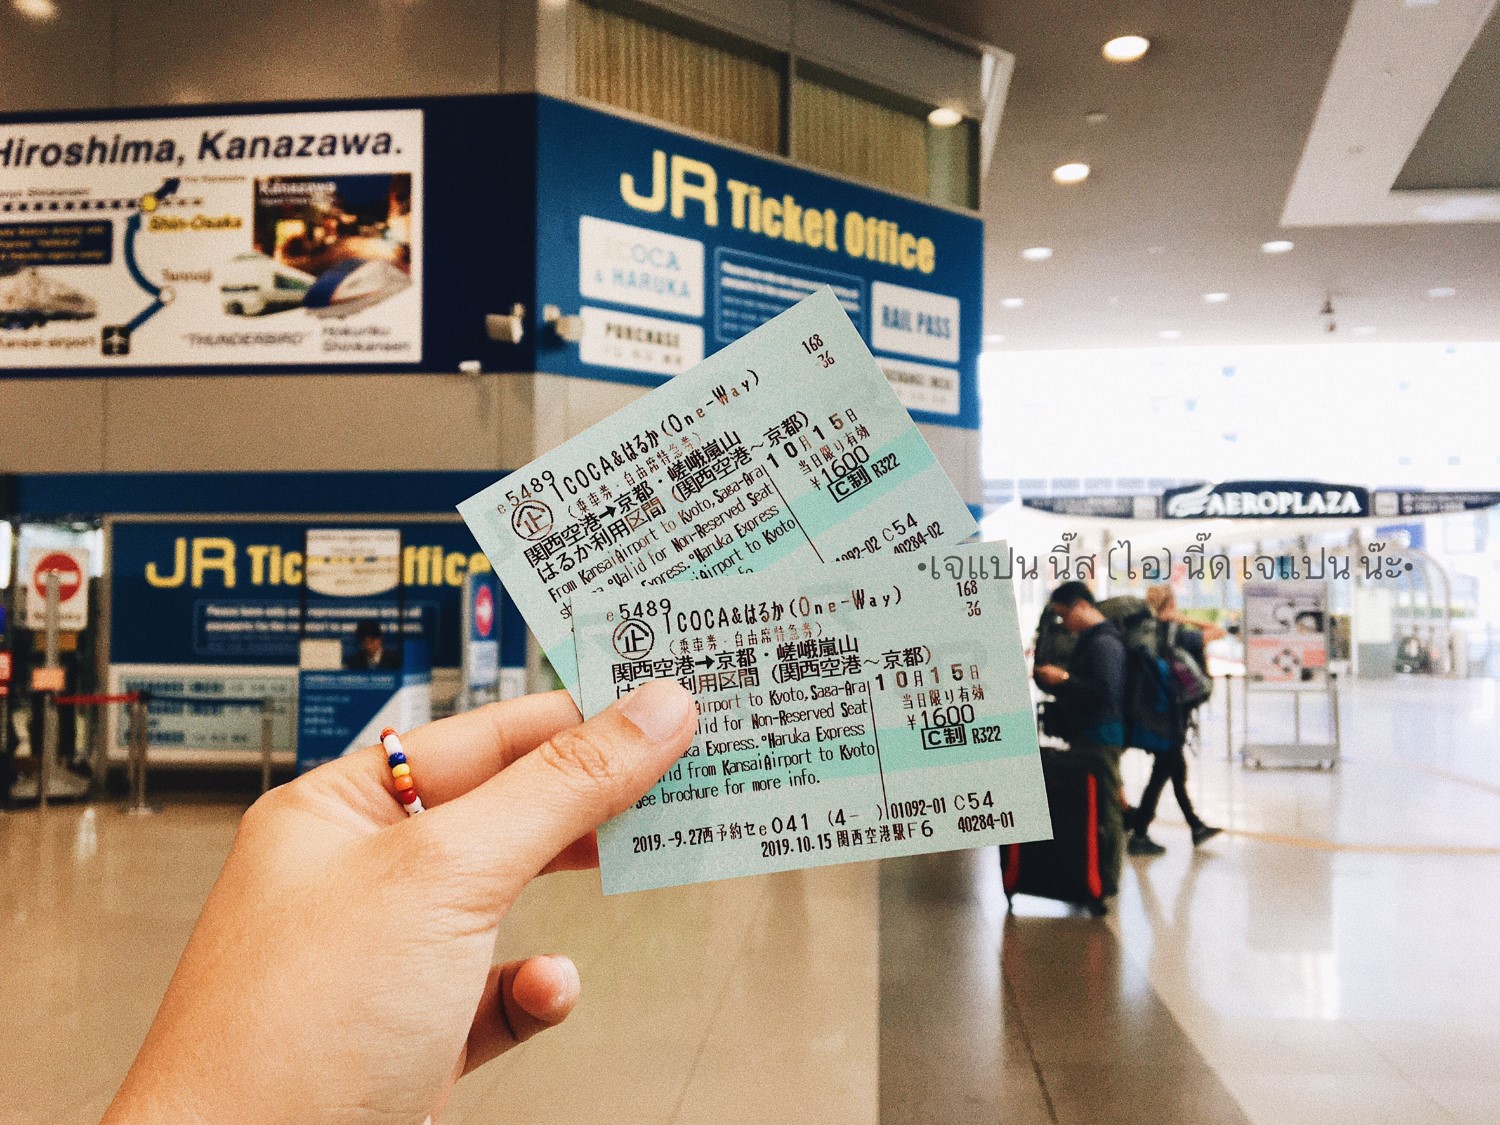 Hiroshima, Kanazawa.
Kanazawa
Shin-Osaka
Tennoji
"THUNDERBIRD"
Hokuriku
Shinkansen
JR Ticket Office
ICOCA
& HARUKA
PURCHASE
RAIL PASS
AEROPLAZA
JR Ticket Office
168
-36
e5489
ICOCA&はるか(One-Way)
(乗車券・自由席特急券)
関西空港→京都・嵯峨嵐山
はるか利用区間 (関西空港～京都)
10月15日
当日限り有効
¥1600
C制 R322
From Kansai Airport to Kyoto, Saga-Arai
°Valid for Non-Reserved Seat
Express. °Haruka Express
Airport to Kyoto
1092-02 C54
40284-02
•เจแปน นี๊ส (ไอ) นี๊ด เจแปน น๊ะ•
168
36
e5489
ICOCA&はるか(One-Way)
(乗車券・自由席特急券)
関西空港→京都・嵯峨嵐山
利用区間 (関西空港～京都)
10月15日
当日限り有効
¥1600
C制 R322
Airport to Kyoto, Saga-Ara
lid for Non-Reserved Seat
ka Express. °Haruka Express
lid from Kansai Airport to Kyoto
See brochure for more info.
2019.-9.27西予約セe041 (4- )01092-01 C54
2019.10.15 関西空港駅F6 40284-01